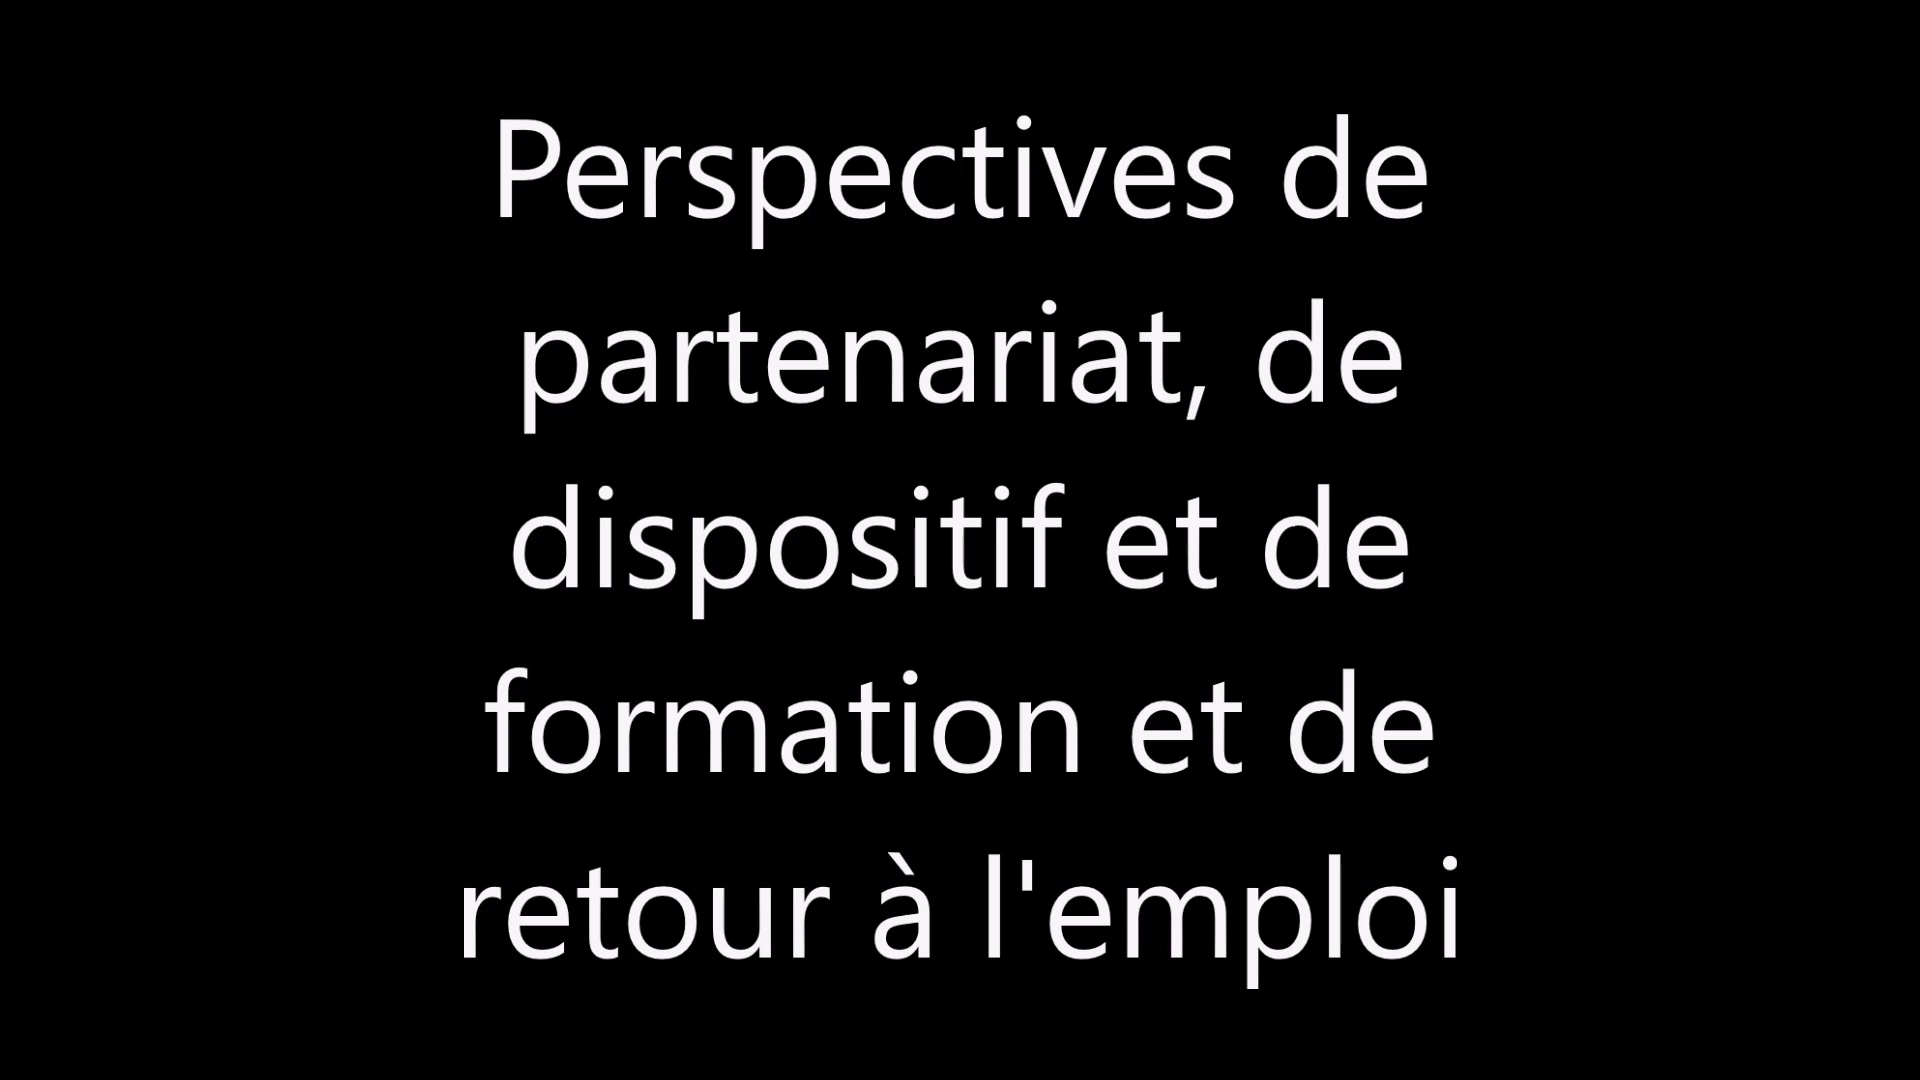 Perspectives de
partenariat, de
dispositif et de
formation et de
retour à l'emploi